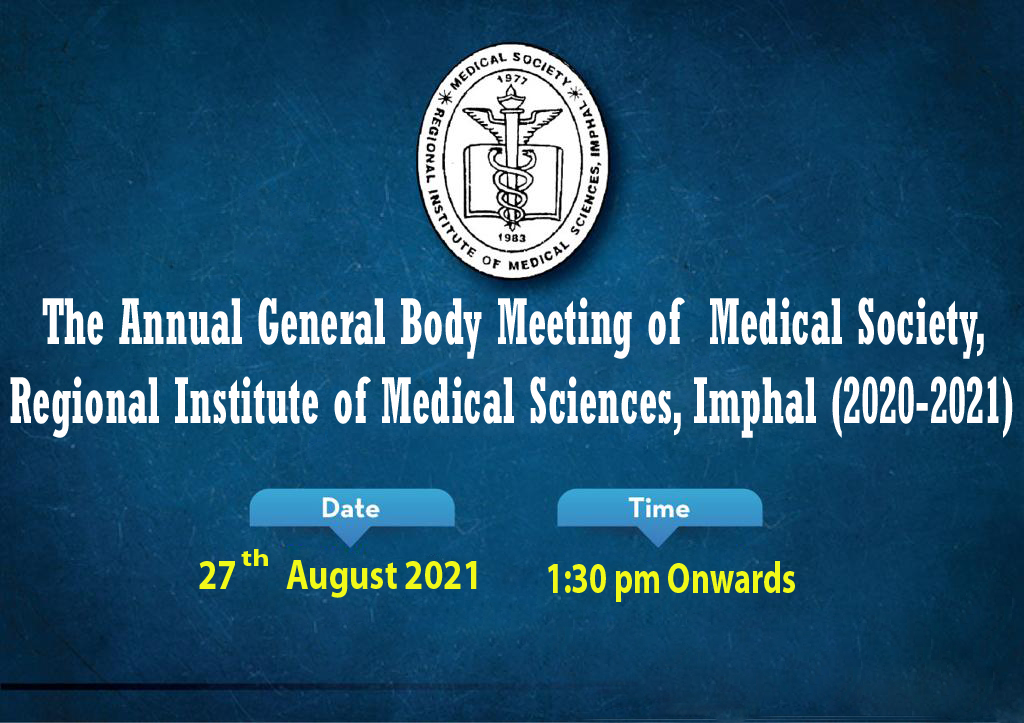 MEDICAL SOCIETY
1977
REGIONAL INSTITUTE OF MEDICAL SCIENCES, IMPHAL
1983
The Annual General Body Meeting of Medical Society,
Regional Institute of Medical Sciences, Imphal (2020-2021)
Date
27th August 2021
Time
1:30 pm Onwards